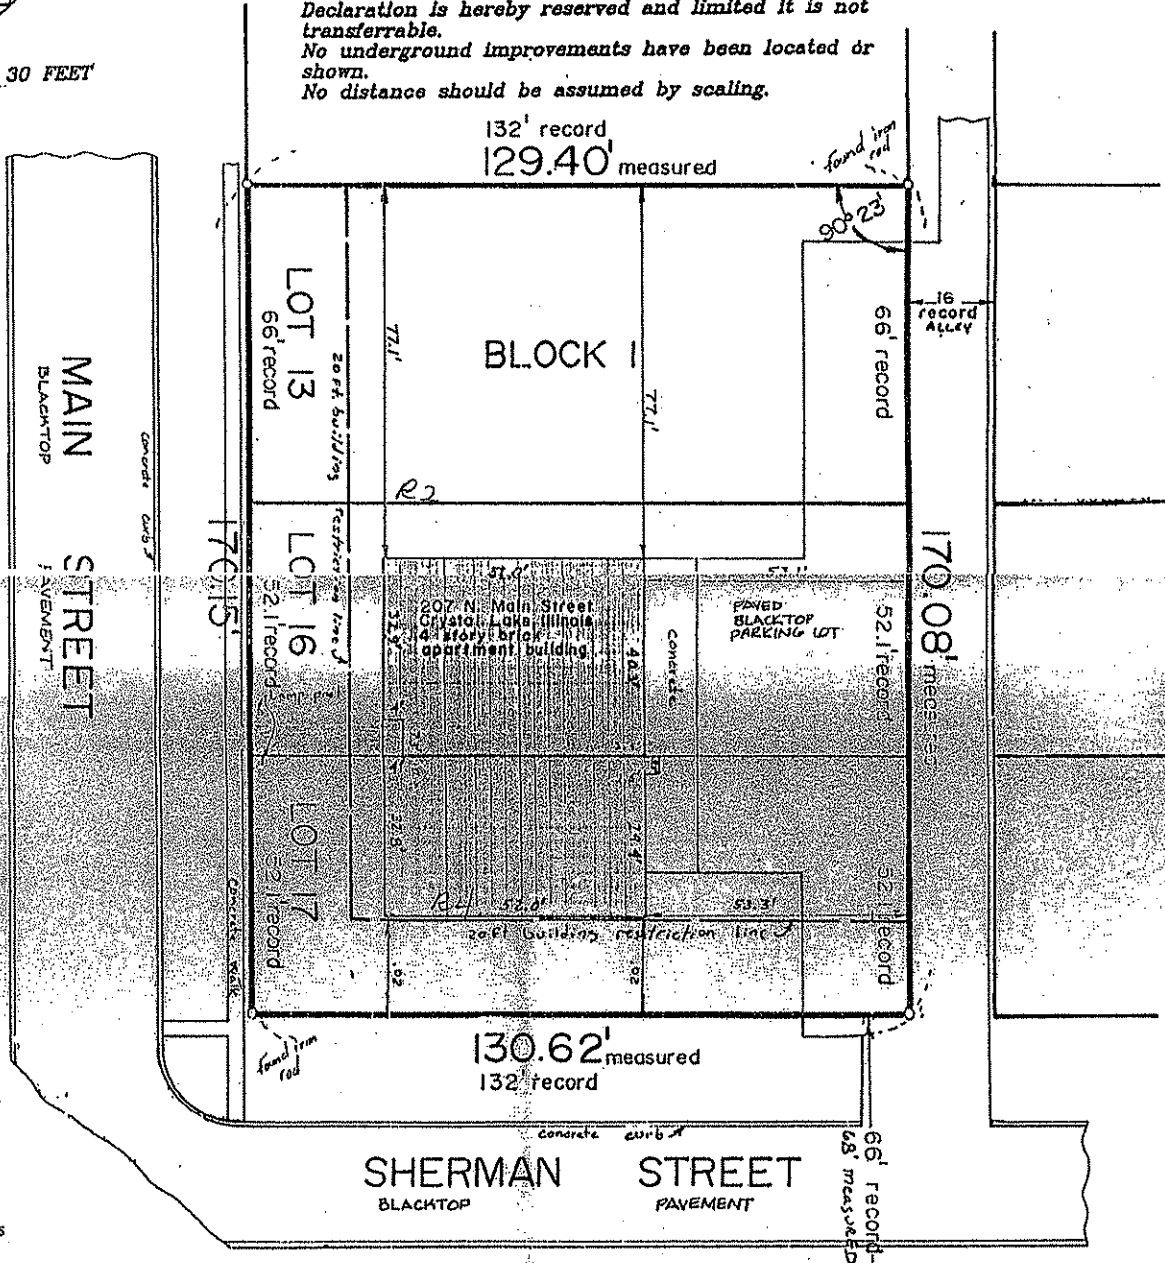 Declaration is hereby reserved and limited it is not
transferrable.
No underground improvements have been located or
shown.
No distance should be assumed by scaling.
30 FEET
132' record
129.40' measured
found iron
rod
90° 23'
16
record
ALLEY
LOT 13
66' record
20 ft. building restriction line
77.1'
BLOCK 1
77.1'
66' record
MAIN STREET
BLACKTOP PAVEMENT
concrete curb
R2
170.15'
LOT 16
52.1' record
207 N. Main Street
Crystal Lake Illinois
4 story brick
apartment building
concrete
PAVED
BLACKTOP
PARKING LOT
53.1'
52.1' record
170.08'
LOT 17
52.1' record
52.0'
53.3'
52.1' record
20ft building restriction line
20.
20.
concrete walk
found iron
rod
130.62' measured
132' record
concrete curb
SHERMAN STREET
BLACKTOP PAVEMENT
66' record
68' MEASURED